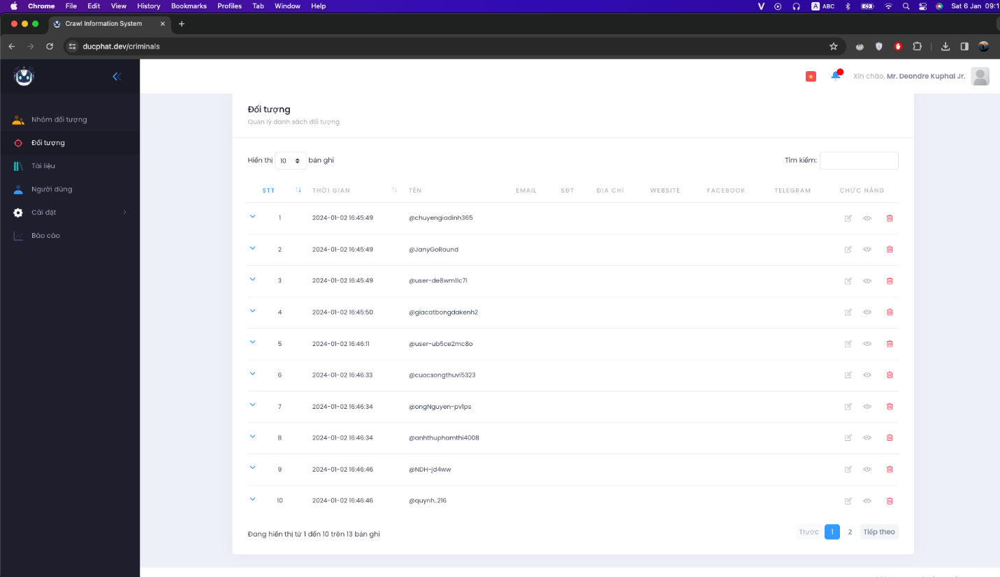 Chrome File Edit View History Bookmarks Profiles Tab Window Help ABC Sat 6 Jan
Crawl Information System
ducphat.dev/criminals
Xin chào, Mr. Deondre Kuphal Jr.
Nhóm đối tượng
Đối tượng
Tài liệu
Người dùng
Cài đặt
Báo cáo
Đối tượng
Quản lý danh sách đối tượng
Hiển thị 10 bản ghi Tìm kiếm:
STT THỜI GIAN TÊN EMAIL SĐT ĐỊA CHỈ WEBSITE FACEBOOK TELEGRAM CHỨC NĂNG
1 2024-01-02 16:45:49 @chuyengiadinh365
2 2024-01-02 16:45:49 @JanyGoRound
3 2024-01-02 16:45:49 @user-de8wm1lc7l
4 2024-01-02 16:45:50 @giacatbongdakenh2
5 2024-01-02 16:46:11 @user-ub5ce2mc8o
6 2024-01-02 16:46:33 @cuocsongthuvi5323
7 2024-01-02 16:46:34 @ongNguyen-pv1ps
8 2024-01-02 16:46:34 @anhthuphamthi4008
9 2024-01-02 16:46:46 @NDH-jd4ww
10 2024-01-02 16:46:46 @quynh..216
Đang hiển thị từ 1 đến 10 trên 13 bản ghi Trước 1 2 Tiếp theo